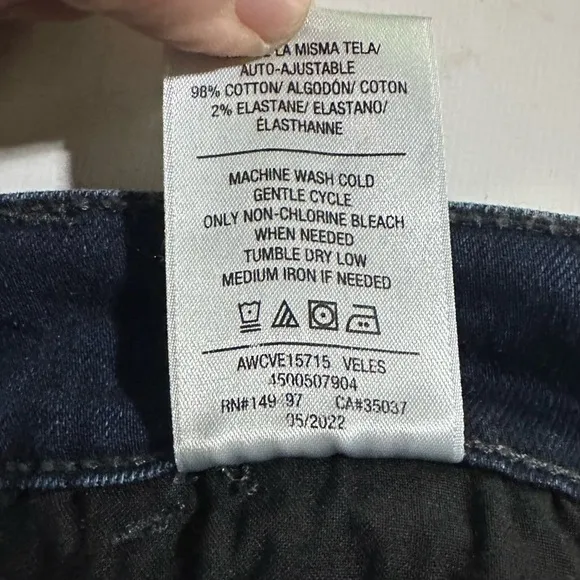 LA MISMA TELA/
AUTO-AJUSTABLE
98% COTTON/ ALGODÓN/ COTON
2% ELASTANE/ ELASTANO/
ÉLASTHANNE
MACHINE WASH COLD
GENTLE CYCLE
ONLY NON-CHLORINE BLEACH
WHEN NEEDED
TUMBLE DRY LOW
MEDIUM IRON IF NEEDED
AWCVE15715 VELES
4500507904
RN#149 97 CA#35037
05/2022